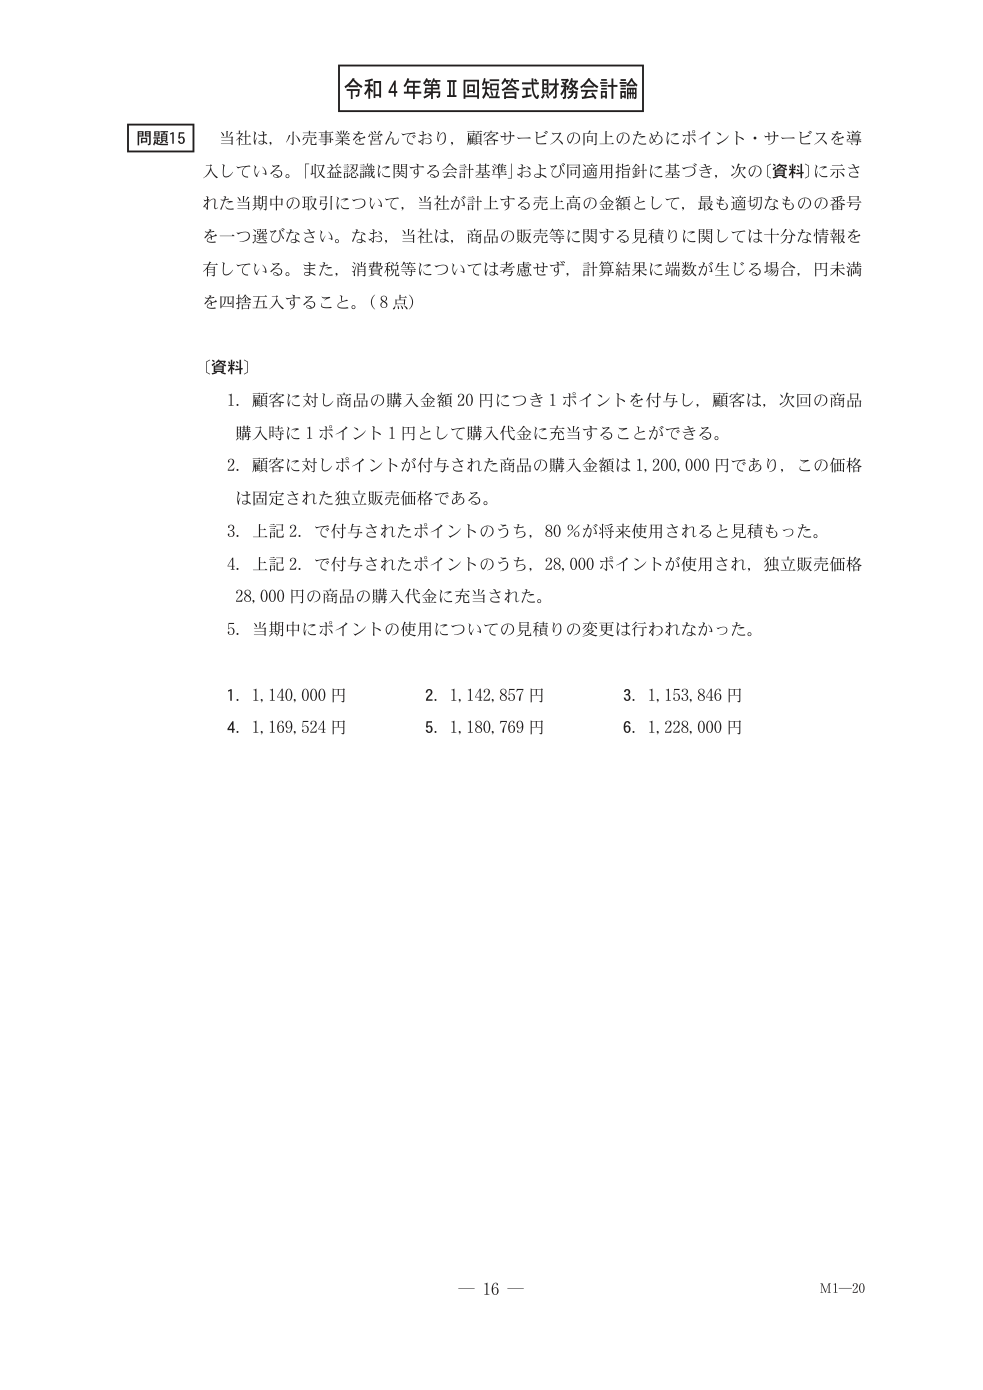 令和4年第Ⅱ回短答式財務会計論
問題15 当社は，小売事業を営んでおり，顧客サービスの向上のためにポイント・サービスを導
入している。「収益認識に関する会計基準」および同適用指針に基づき，次の〔資料〕に示さ
れた当期中の取引について，当社が計上する売上高の金額として，最も適切なものの番号
を一つ選びなさい。なお，当社は，商品の販売等に関する見積りに関しては十分な情報を
有している。また，消費税等については考慮せず，計算結果に端数が生じる場合，円未満
を四捨五入すること。（8点）
〔資料〕
1．顧客に対し商品の購入金額20円につき1ポイントを付与し，顧客は，次回の商品
購入時に1ポイント1円として購入代金に充当することができる。
2．顧客に対しポイントが付与された商品の購入金額は1,200,000円であり，この価格
は固定された独立販売価格である。
3．上記2．で付与されたポイントのうち，80％が将来使用されると見積もった。
4．上記2．で付与されたポイントのうち，28,000ポイントが使用され，独立販売価格
28,000円の商品の購入代金に充当された。
5．当期中にポイントの使用についての見積りの変更は行われなかった。
1．1,140,000円 2．1,142,857円 3．1,153,846円
4．1,169,524円 5．1,180,769円 6．1,228,000円
— 16 — M1—20